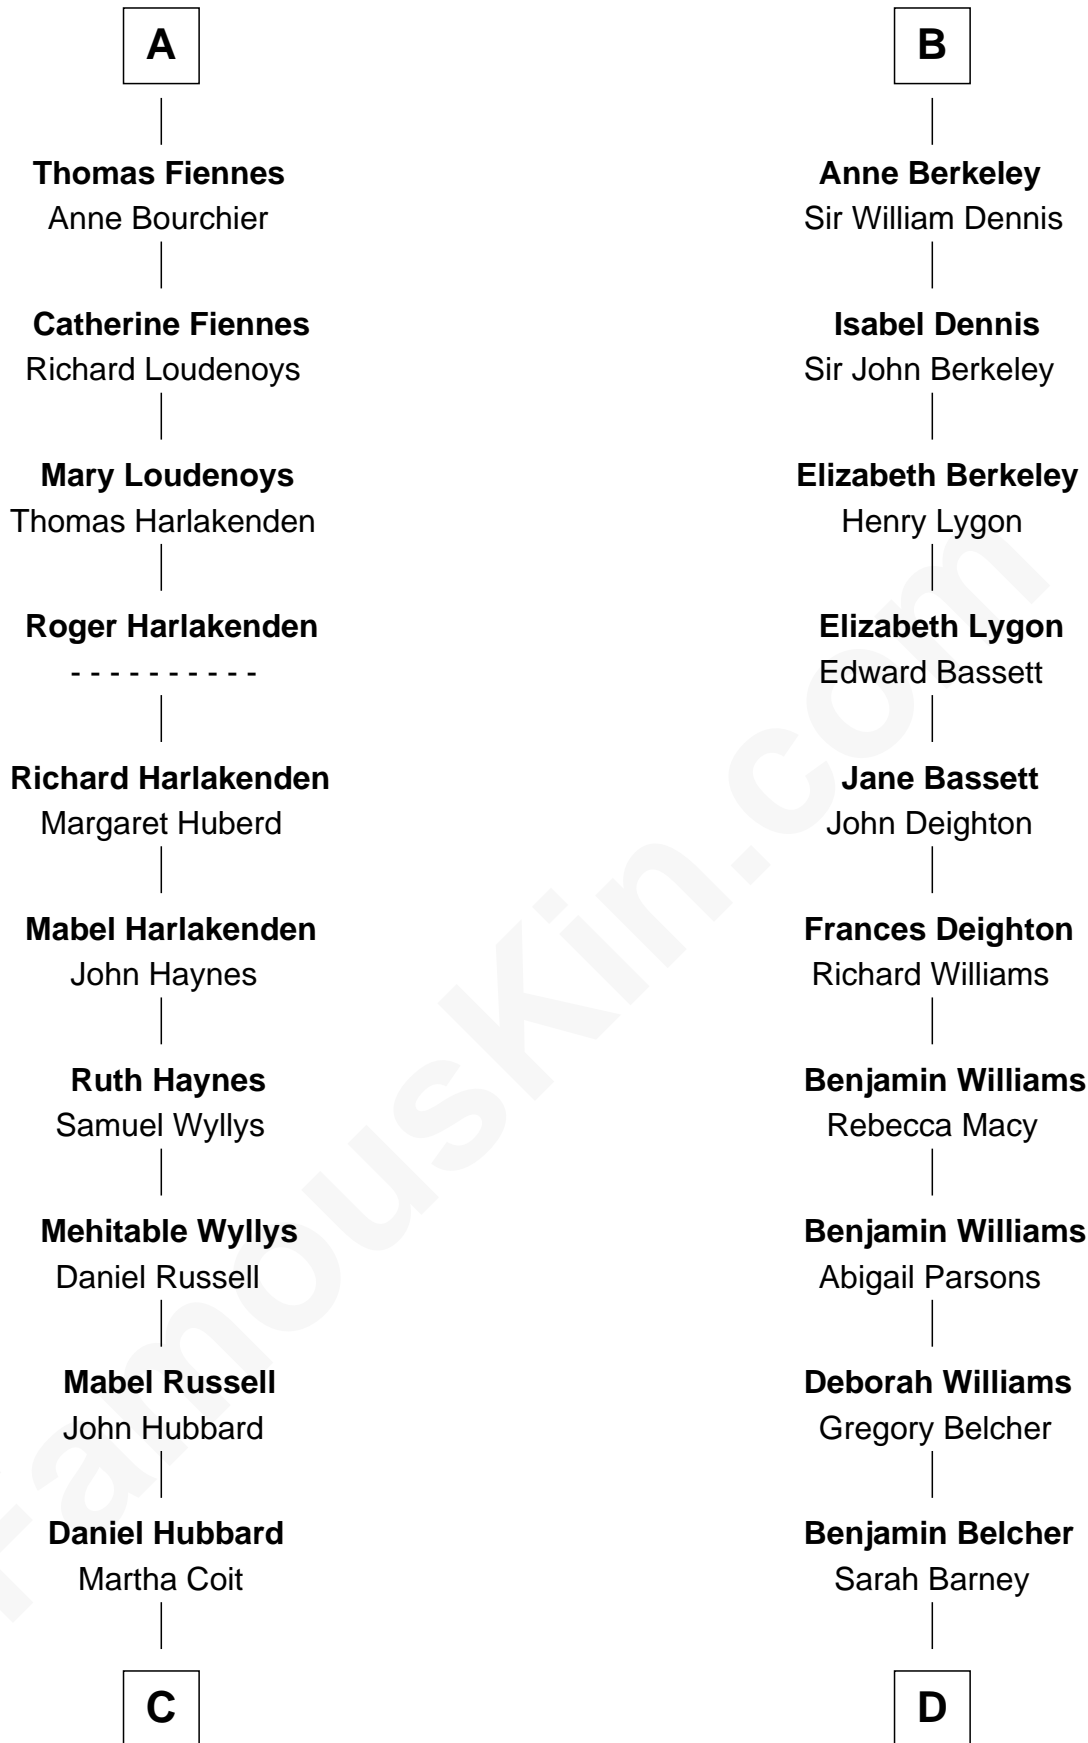 A
Thomas Fiennes
Anne Bourchier
Catherine Fiennes
Richard Loudenoys
Mary Loudenoys
Thomas Harlakenden
Roger Harlakenden
- - - - - - - - - -
Richard Harlakenden
Margaret Huberd
Mabel Harlakenden
John Haynes
Ruth Haynes
Samuel Wyllys
Mehitable Wyllys
Daniel Russell
Mabel Russell
John Hubbard
Daniel Hubbard
Martha Coit
C
B
Anne Berkeley
Sir William Dennis
Isabel Dennis
Sir John Berkeley
Elizabeth Berkeley
Henry Lygon
Elizabeth Lygon
Edward Bassett
Jane Bassett
John Deighton
Frances Deighton
Richard Williams
Benjamin Williams
Rebecca Macy
Benjamin Williams
Abigail Parsons
Deborah Williams
Gregory Belcher
Benjamin Belcher
Sarah Barney
D
FamousKin.com